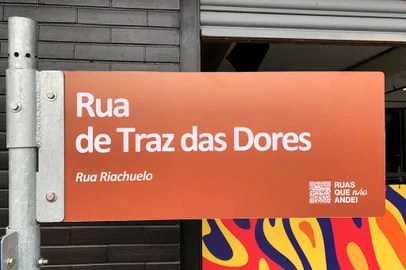 Rua
de Traz das Dores
Rua Riachuelo
RUAS
QUE não
ANDEI